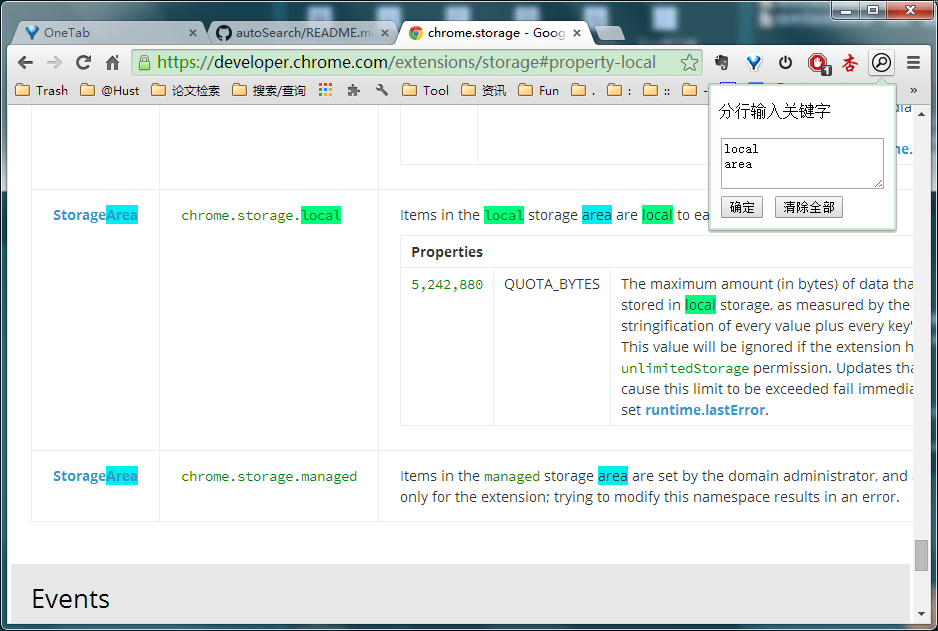 OneTab
autoSearch/README.m
chrome.storage - Goog
https://developer.chrome.com/extensions/storage#property-local
1
Trash
@Hust
论文检索
搜索/查询
Tool
资讯
Fun
.
:
::
-
»
分行输入关键字
local
area
确定
清除全部
me.
StorageArea
chrome.storage.local
Items in the local storage area are local to ea
Properties
5,242,880
QUOTA_BYTES
The maximum amount (in bytes) of data tha
stored in local storage, as measured by the
stringification of every value plus every key'
This value will be ignored if the extension h
unlimitedStorage permission. Updates tha
cause this limit to be exceeded fail immedia
set runtime.lastError.
StorageArea
chrome.storage.managed
Items in the managed storage area are set by the domain administrator, and
only for the extension; trying to modify this namespace results in an error.
Events